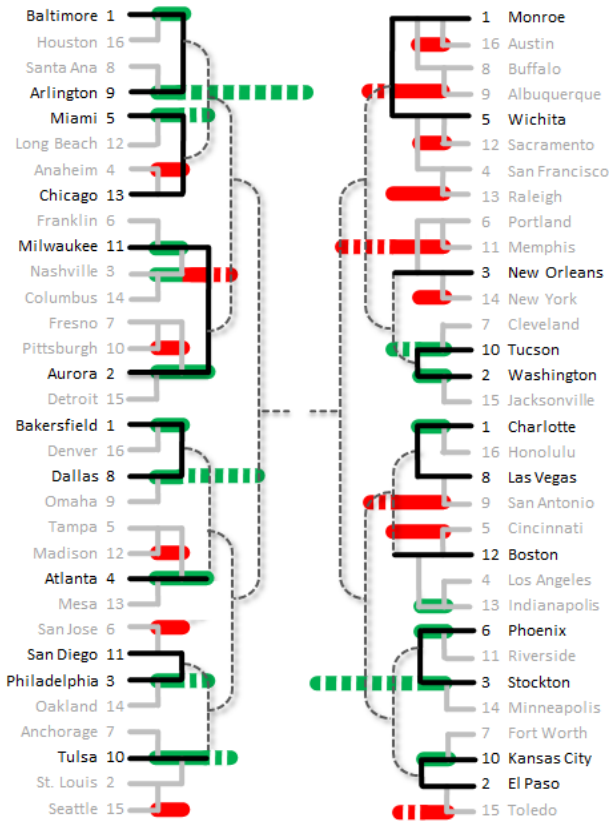 Baltimore 1
Houston 16
Santa Ana 8
Arlington 9
Miami 5
Long Beach 12
Anaheim 4
Chicago 13
Franklin 6
Milwaukee 11
Nashville 3
Columbus 14
Fresno 7
Pittsburgh 10
Aurora 2
Detroit 15
Bakersfield 1
Denver 16
Dallas 8
Omaha 9
Tampa 5
Madison 12
Atlanta 4
Mesa 13
San Jose 6
San Diego 11
Philadelphia 3
Oakland 14
Anchorage 7
Tulsa 10
St. Louis 2
Seattle 15
1 Monroe
16 Austin
8 Buffalo
9 Albuquerque
5 Wichita
12 Sacramento
4 San Francisco
13 Raleigh
6 Portland
11 Memphis
3 New Orleans
14 New York
7 Cleveland
10 Tucson
2 Washington
15 Jacksonville
1 Charlotte
16 Honolulu
8 Las Vegas
9 San Antonio
5 Cincinnati
12 Boston
4 Los Angeles
13 Indianapolis
6 Phoenix
11 Riverside
3 Stockton
14 Minneapolis
7 Fort Worth
10 Kansas City
2 El Paso
15 Toledo